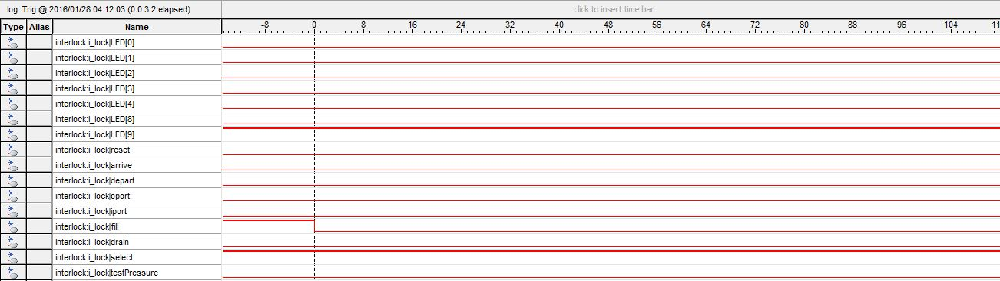 log: Trig @ 2016/01/28 04:12:03 (0:0:3.2 elapsed) click to insert time bar
Type Alias Name -8 0 8 16 24 32 40 48 56 64 72 80 88 96 104 11
interlock:i_lock|LED[0]
interlock:i_lock|LED[1]
interlock:i_lock|LED[2]
interlock:i_lock|LED[3]
interlock:i_lock|LED[4]
interlock:i_lock|LED[8]
interlock:i_lock|LED[9]
interlock:i_lock|reset
interlock:i_lock|arrive
interlock:i_lock|depart
interlock:i_lock|oport
interlock:i_lock|iport
interlock:i_lock|fill
interlock:i_lock|drain
interlock:i_lock|select
interlock:i_lock|testPressure